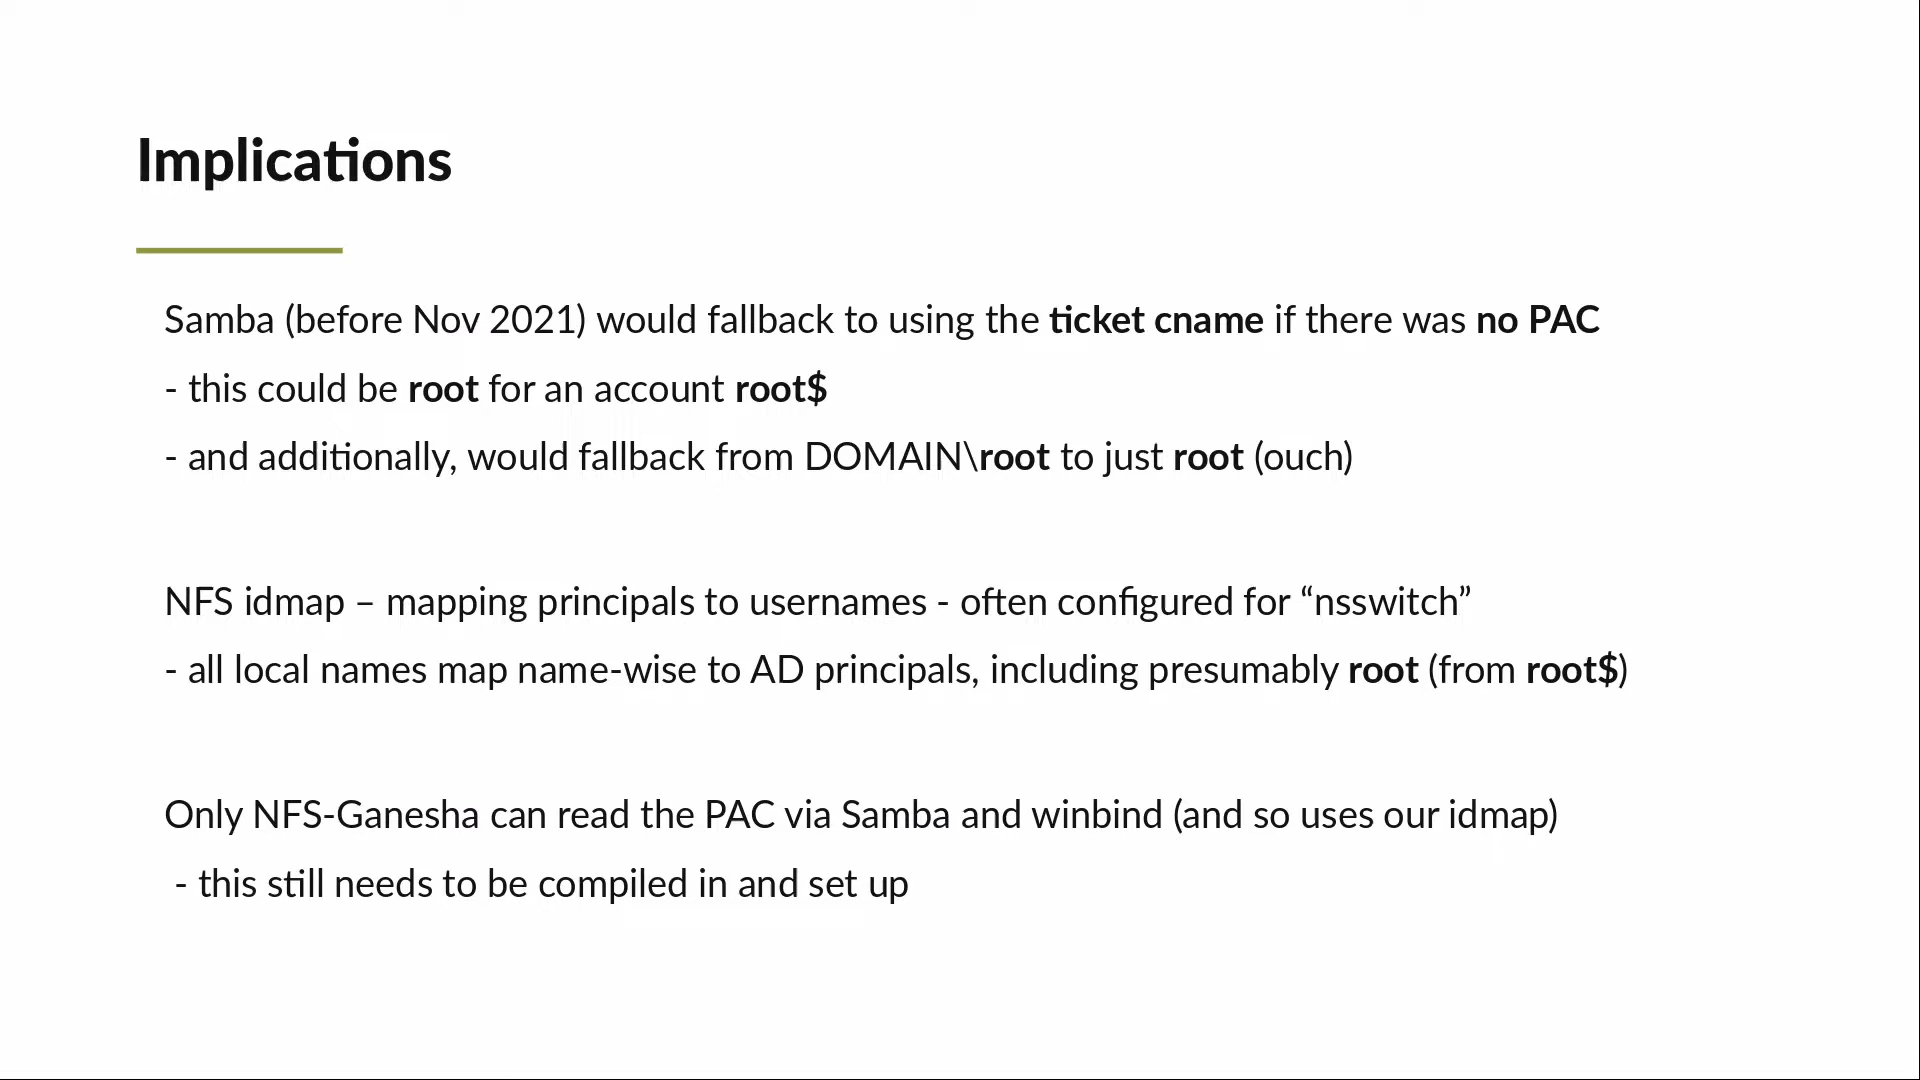 Implications
Samba (before Nov 2021) would fallback to using the ticket cname if there was no PAC
- this could be root for an account root$
- and additionally, would fallback from DOMAIN\root to just root (ouch)
NFS idmap – mapping principals to usernames - often configured for “nsswitch”
- all local names map name-wise to AD principals, including presumably root (from root$)
Only NFS-Ganesha can read the PAC via Samba and winbind (and so uses our idmap)
- this still needs to be compiled in and set up